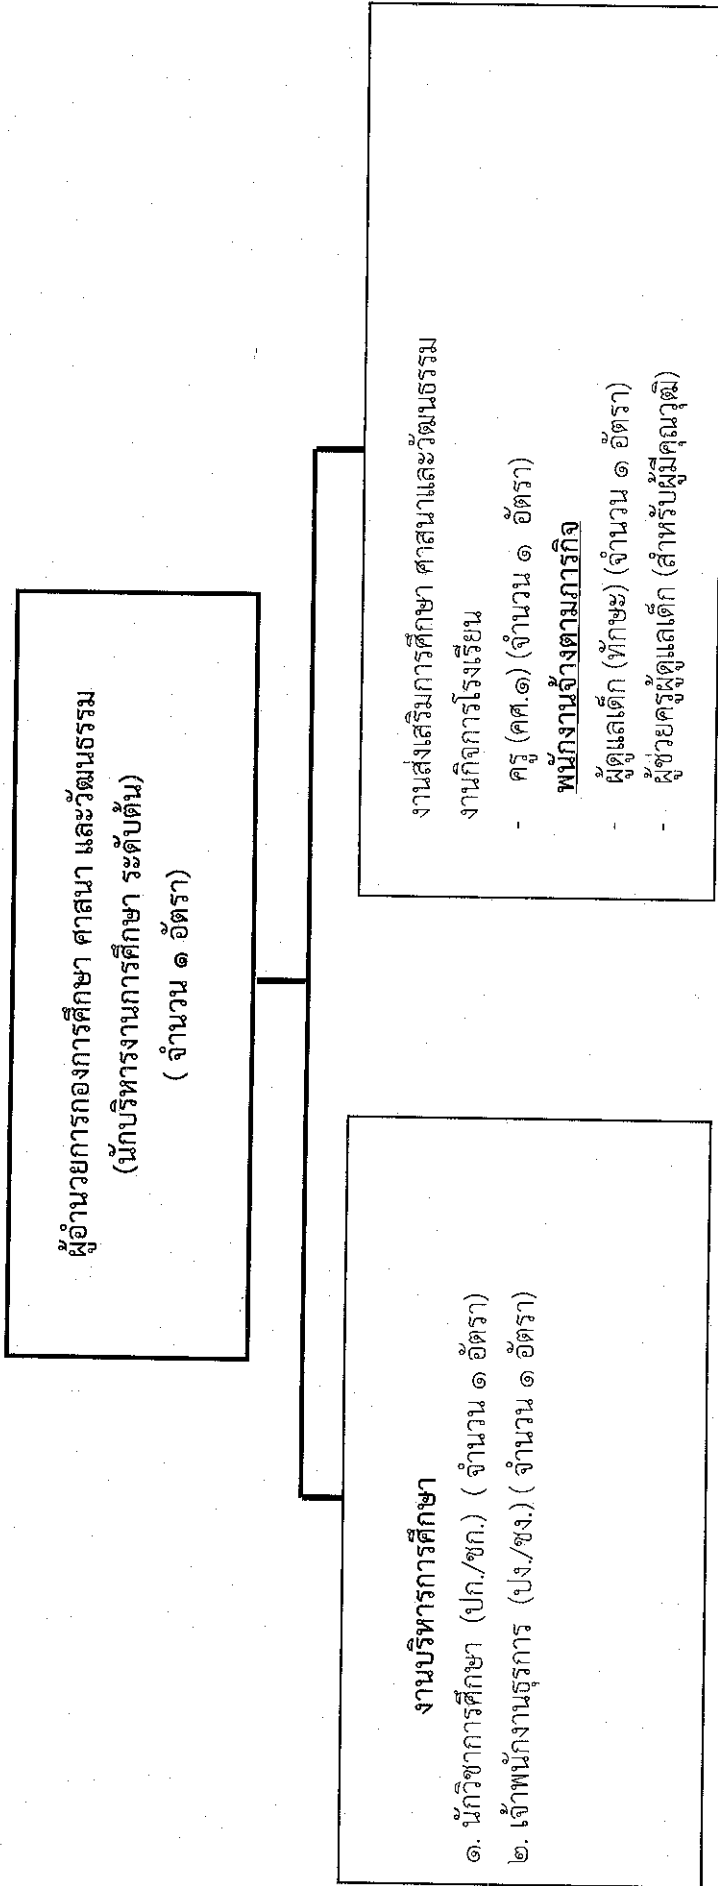 ผู้อำนวยการกองการศึกษา ศาสนา และวัฒนธรรม
(นักบริหารงานการศึกษา ระดับต้น)
( จำนวน ๑ อัตรา)
งานบริหารการศึกษา
๑. นักวิชาการศึกษา (ปก./ชก.) ( จำนวน ๑ อัตรา)
๒. เจ้าพนักงานธุรการ (ปง./ชง.) ( จำนวน ๑ อัตรา)
งานส่งเสริมการศึกษา ศาสนาและวัฒนธรรม
งานกิจการโรงเรียน
- ครู (คศ.๑) (จำนวน ๑ อัตรา)
พนักงานจ้างตามภารกิจ
- ผู้ดูแลเด็ก (ทักษะ) (จำนวน ๑ อัตรา)
- ผู้ช่วยครูผู้ดูแลเด็ก (สำหรับผู้มีคุณวุฒิ)